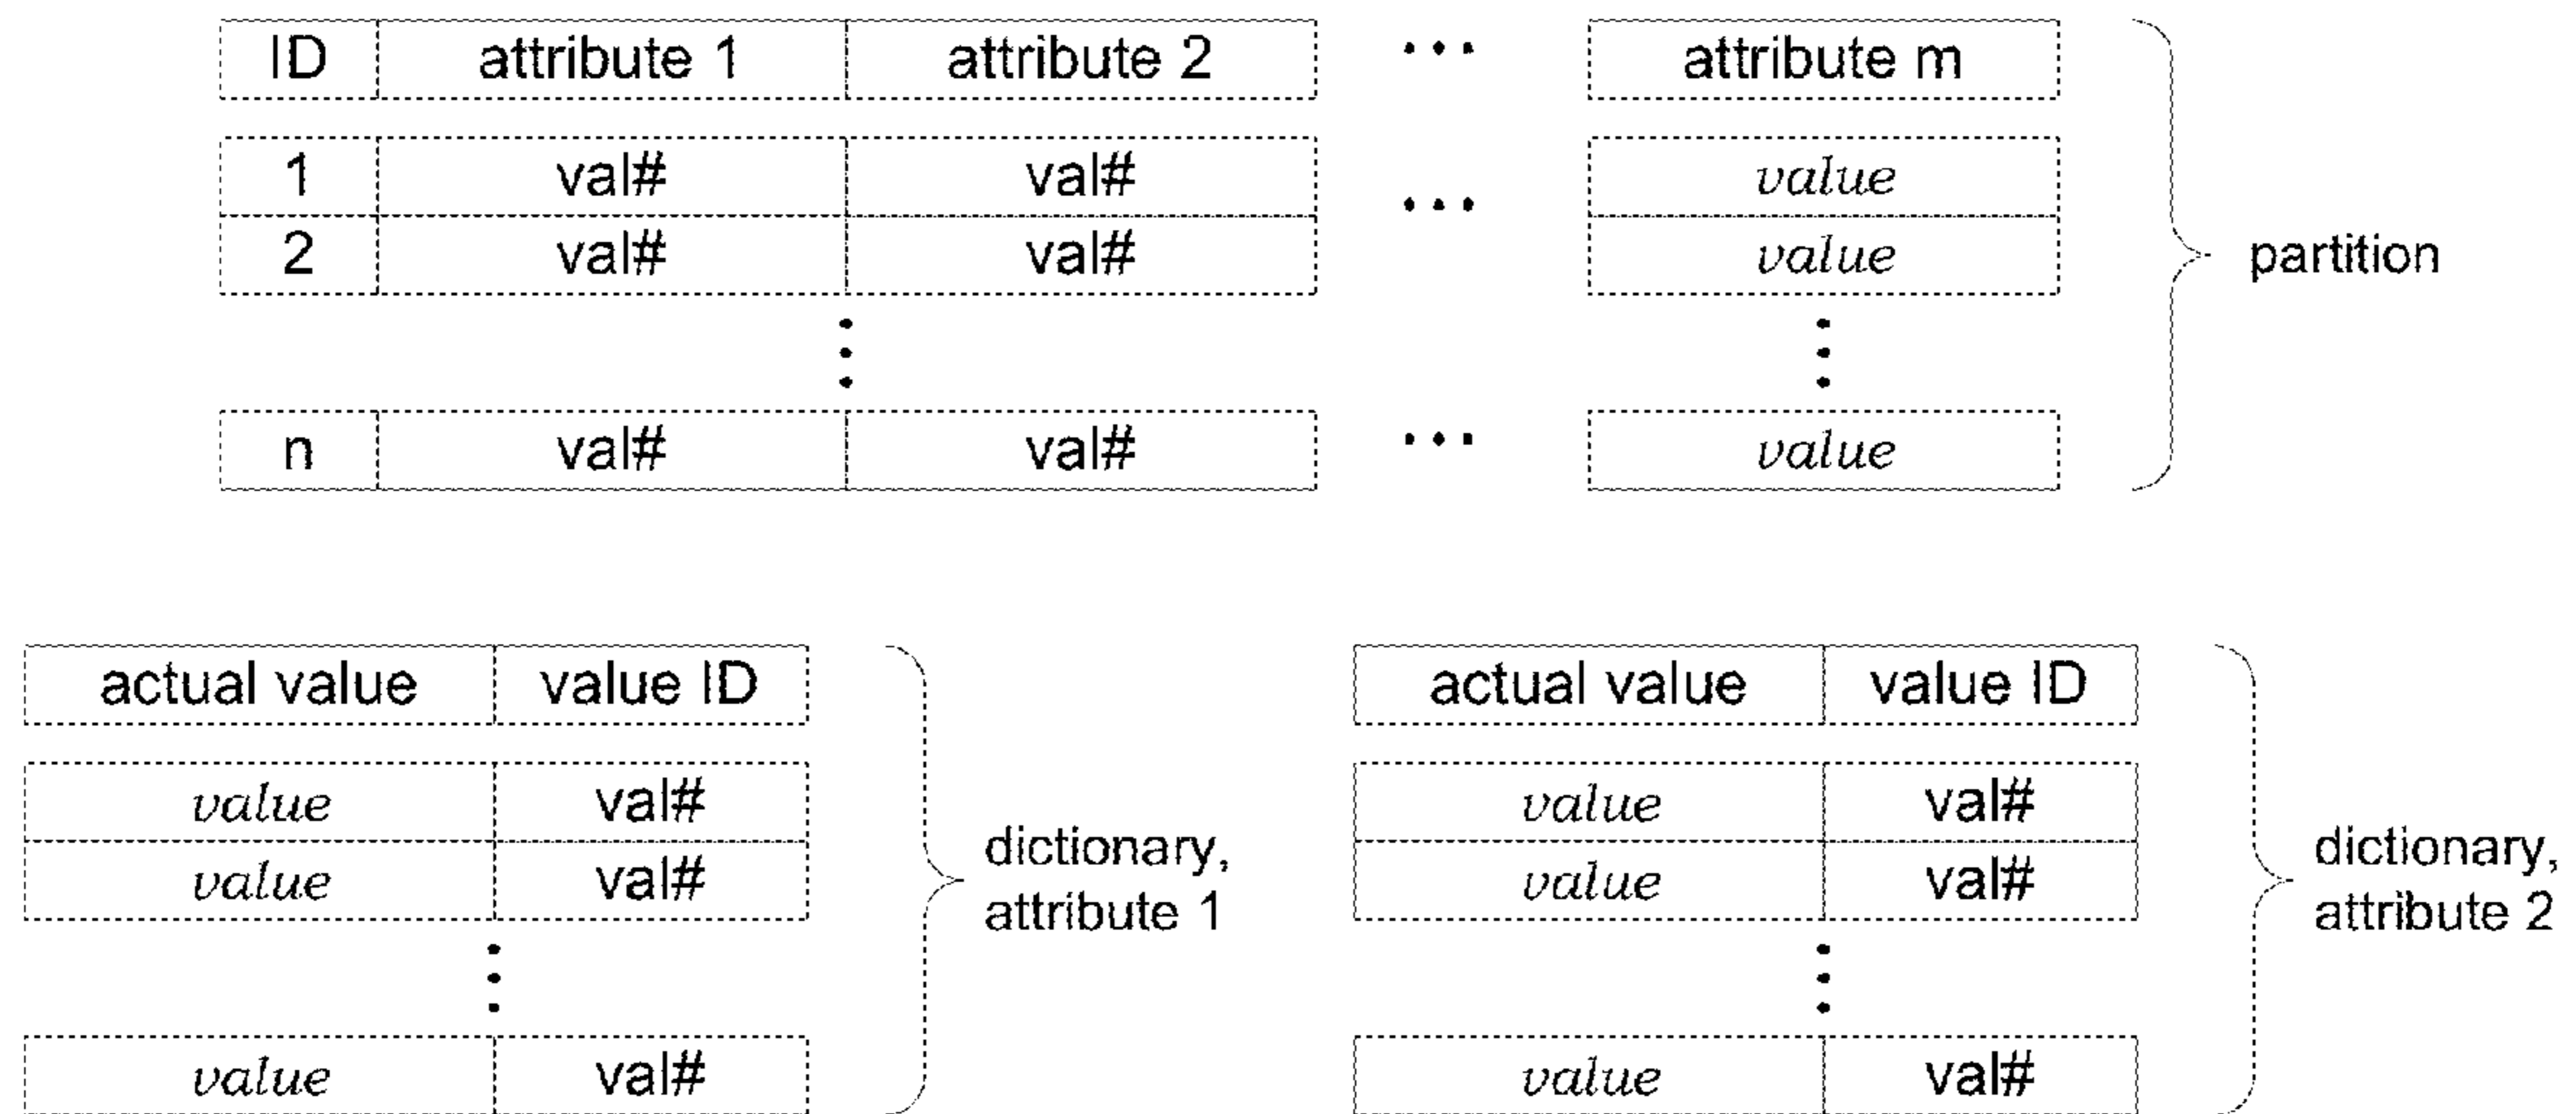 ID attribute 1 attribute 2 ... attribute m
1 val# val# ... value
2 val# val# value
partition
n val# val# ... value
actual value value ID
value val#
value val#
value val#
dictionary,
attribute 1
actual value value ID
value val#
value val#
value val#
dictionary,
attribute 2